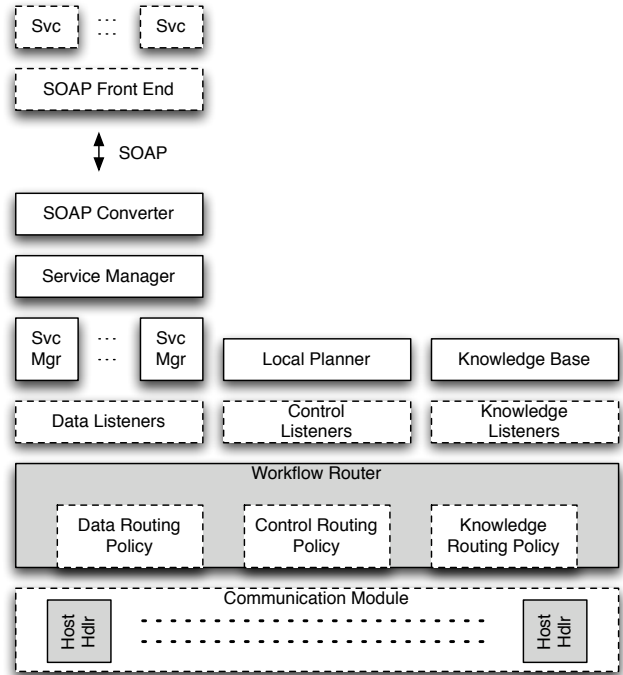 Svc ... ... Svc
SOAP Front End
SOAP
SOAP Converter
Service Manager
Svc Mgr ... ... Svc Mgr
Local Planner
Knowledge Base
Data Listeners
Control
Listeners
Knowledge
Listeners
Workflow Router
Data Routing
Policy
Control Routing
Policy
Knowledge
Routing Policy
Communication Module
Host
Hdlr
Host
Hdlr